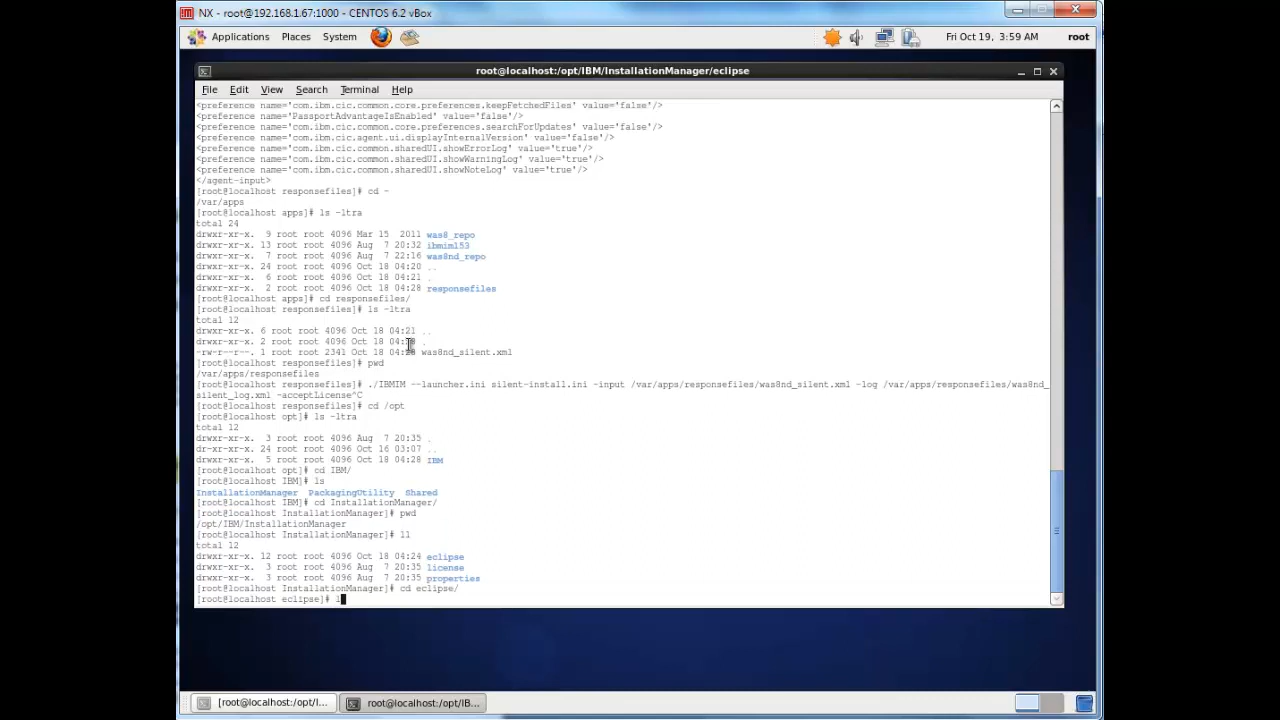 NX - root@192.168.1.67:1000 - CENTOS 6.2 vBox
Applications Places System Fri Oct 19, 3:59 AM root
root@localhost:/opt/IBM/InstallationManager/eclipse
File Edit View Search Terminal Help
<preference name='com.ibm.cic.common.core.preferences.keepFetchedFiles' value='false'/>
<preference name='PassportAdvantageIsEnabled' value='false'/>
<preference name='com.ibm.cic.common.core.preferences.searchForUpdates' value='false'/>
<preference name='com.ibm.cic.agent.ui.displayInternalVersion' value='false'/>
<preference name='com.ibm.cic.common.sharedUI.showErrorLog' value='true'/>
<preference name='com.ibm.cic.common.sharedUI.showWarningLog' value='true'/>
<preference name='com.ibm.cic.common.sharedUI.showNoteLog' value='true'/>
</agent-input>
[root@localhost responsefiles]# cd -
/var/apps
[root@localhost apps]# ls -ltra
total 24
drwxr-xr-x. 9 root root 4096 Mar 15 2011 was8_repo
drwxr-xr-x. 13 root root 4096 Aug 7 20:32 ibmim153
drwxr-xr-x. 7 root root 4096 Aug 7 22:16 was8nd_repo
drwxr-xr-x. 24 root root 4096 Oct 18 04:20 ..
drwxr-xr-x. 6 root root 4096 Oct 18 04:21 .
drwxr-xr-x. 2 root root 4096 Oct 18 04:28 responsefiles
[root@localhost apps]# cd responsefiles/
[root@localhost responsefiles]# ls -ltra
total 12
drwxr-xr-x. 6 root root 4096 Oct 18 04:21 ..
drwxr-xr-x. 2 root root 4096 Oct 18 .
-rw-r--r--. 1 root root 2341 Oct 18 04:28 was8nd_silent.xml
[root@localhost responsefiles]# pwd
/var/apps/responsefiles
[root@localhost responsefiles]# ./IBMIM --launcher.ini silent-install.ini -input /var/apps/responsefiles/was8nd_silent.xml -log /var/apps/responsefiles/was8nd_
silent_log.xml -acceptLicense^C
[root@localhost responsefiles]# cd /opt
[root@localhost opt]# ls -ltra
total 12
drwxr-xr-x. 3 root root 4096 Aug 7 20:35 .
dr-xr-xr-x. 24 root root 4096 Oct 16 03:07 ..
drwxr-xr-x. 5 root root 4096 Oct 18 04:28 IBM
[root@localhost opt]# cd IBM/
[root@localhost IBM]# ls
InstallationManager PackagingUtility Shared
[root@localhost IBM]# cd InstallationManager/
[root@localhost InstallationManager]# pwd
/opt/IBM/InstallationManager
[root@localhost InstallationManager]# ll
total 12
drwxr-xr-x. 12 root root 4096 Oct 18 04:24 eclipse
drwxr-xr-x. 3 root root 4096 Aug 7 20:35 license
drwxr-xr-x. 3 root root 4096 Aug 7 20:35 properties
[root@localhost InstallationManager]# cd eclipse/
[root@localhost eclipse]# l
[root@localhost:/opt/I... root@localhost:/opt/IB...